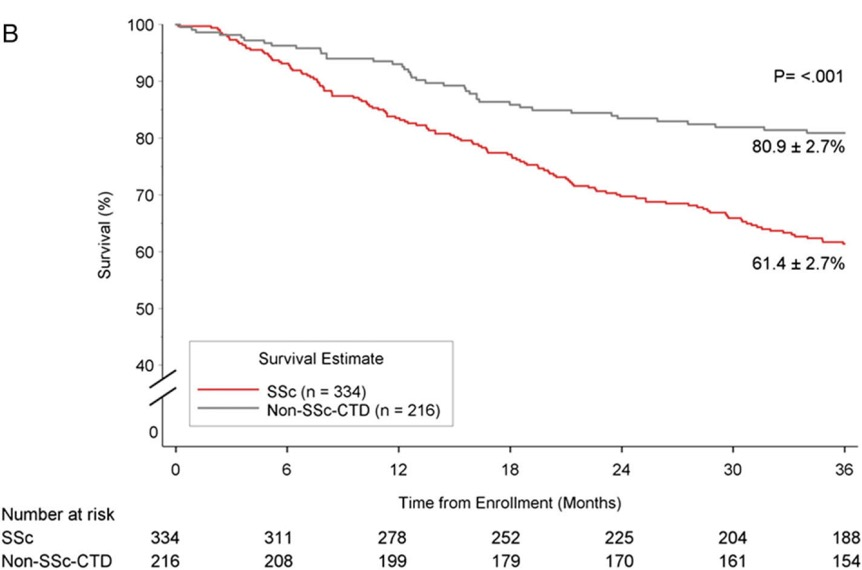 B
100
90
80
70
60
50
40
0
Survival (%)
P= <.001
80.9 ± 2.7%
61.4 ± 2.7%
Survival Estimate
SSc (n = 334)
Non-SSc-CTD (n = 216)
0 6 12 18 24 30 36
Time from Enrollment (Months)
Number at risk
SSc 334 311 278 252 225 204 188
Non-SSc-CTD 216 208 199 179 170 161 154